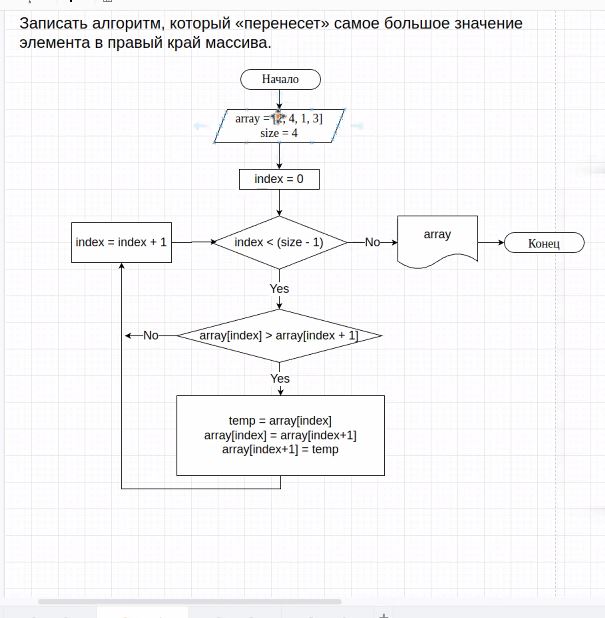 Записать алгоритм, который «перенесет» самое большое значение
элемента в правый край массива.
Начало
array = [ , 4, 1, 3]
size = 4
index = 0
index = index + 1
index < (size - 1)
No
array
Конец
Yes
array[index] > array[index + 1]
No
Yes
temp = array[index]
array[index] = array[index+1]
array[index+1] = temp